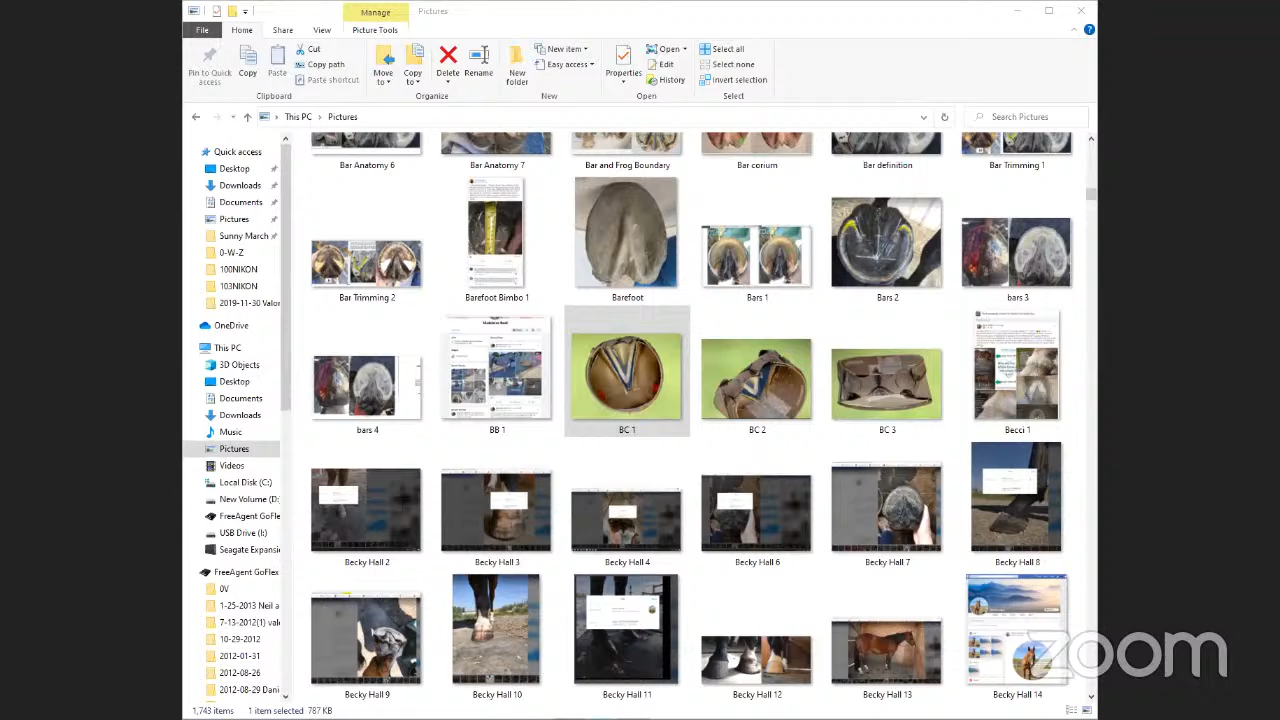 Manage
Pictures
File
Home
Share
View
Picture Tools
Pin to Quick access
Copy
Paste
Cut
Copy path
Paste shortcut
Clipboard
Move to
Copy to
Delete
Rename
Organize
New folder
New item
Easy access
New
Properties
Open
Edit
History
Open
Select all
Select none
Invert selection
Select
This PC > Pictures
Search Pictures
Quick access
Desktop
Downloads
Documents
Pictures
Sunny March
0-W-Z
100NIKON
103NIKON
2019-11-30 Valor
OneDrive
This PC
3D Objects
Desktop
Documents
Downloads
Music
Pictures
Videos
Local Disk (C:)
New Volume (D:
FreeAgent GoFle
USB Drive (I:)
Seagate Expansi
FreeAgent GoFlex
0V
1-25-2013 Neil a
7-13-2012(1)
10-29-2012
2012-01-31
2012-08-26
2012-08-29 Dan
Bar Anatomy 6
Bar Anatomy 7
Bar and Frog Boundary
Bar corium
Bar definition
Bar Trimming 1
Bar Trimming 2
Barefoot Bimbo 1
Barefoot
Bars 1
Bars 2
bars 3
bars 4
BB 1
BC 1
BC 2
BC 3
Becci 1
Becky Hall 2
Becky Hall 3
Becky Hall 4
Becky Hall 6
Becky Hall 7
Becky Hall 8
Becky Hall 9
Becky Hall 10
Becky Hall 11
Becky Hall 12
Becky Hall 13
Becky Hall 14
zoom
1,743 items
1 item selected 787 KB